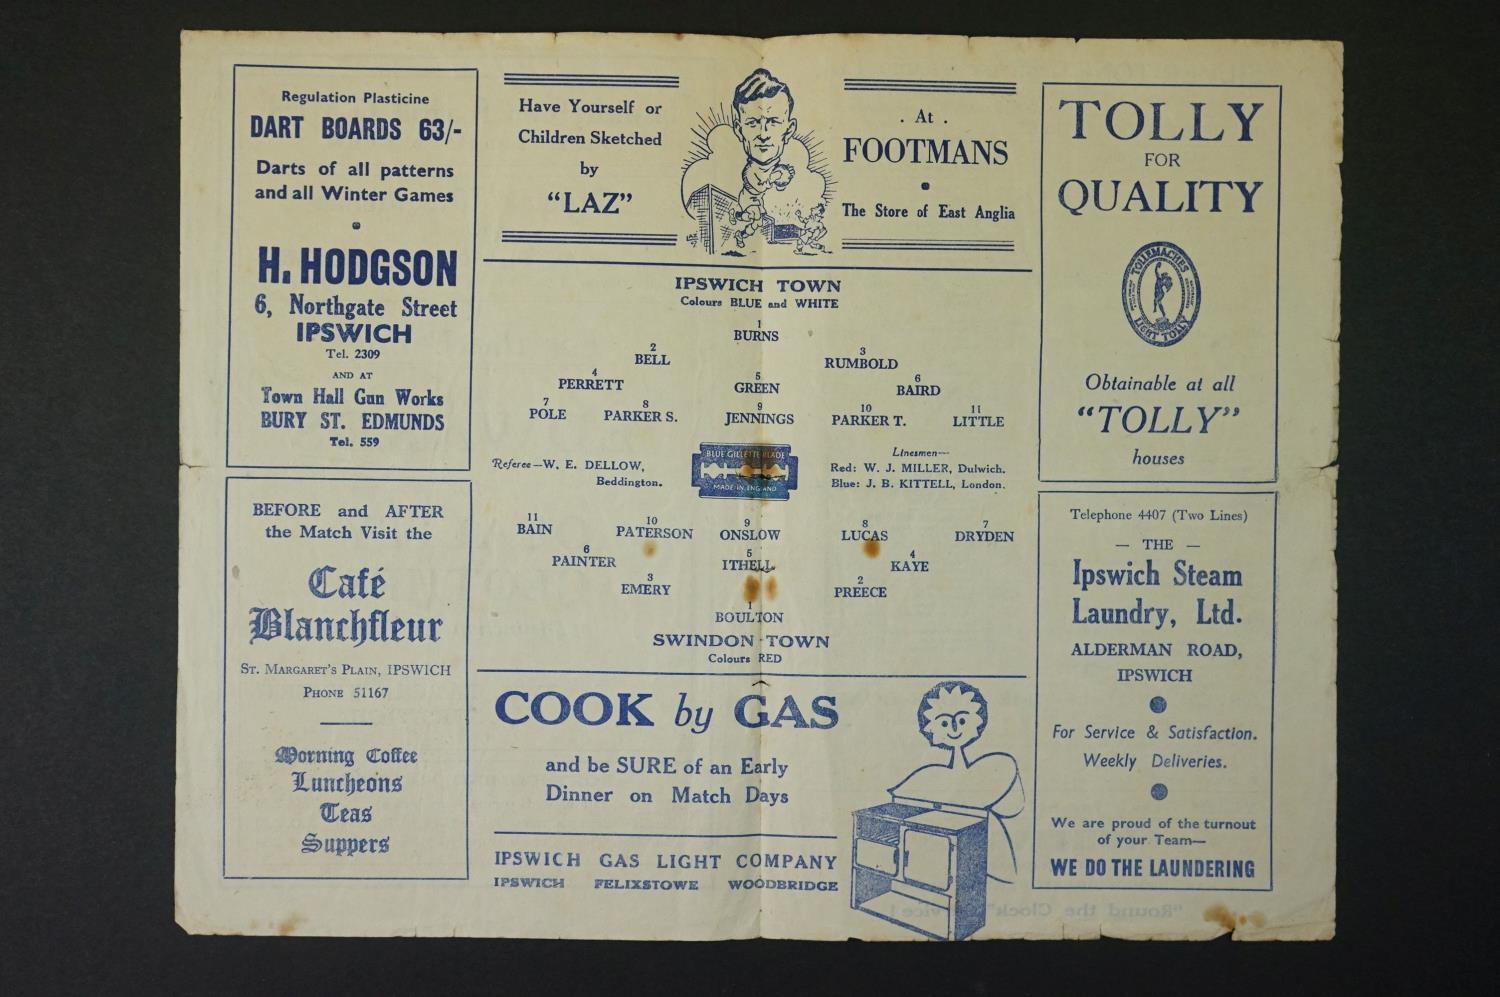 Regulation Plasticine
DART BOARDS 63/-
Darts of all patterns
and all Winter Games
H. HODGSON
6, Northgate Street
IPSWICH
Tel. 2309
AND AT
Town Hall Gun Works
BURY ST. EDMUNDS
Tel. 559
BEFORE and AFTER
the Match Visit the
Café
Blanchfleur
ST. MARGARET'S PLAIN, IPSWICH
PHONE 51167
Morning Coffee
Luncheons
Teas
Suppers
Have Yourself or
Children Sketched
by
"LAZ"
. At .
FOOTMANS
The Store of East Anglia
IPSWICH TOWN
Colours BLUE and WHITE
1
BURNS
2 3
BELL RUMBOLD
4 5 6
PERRETT GREEN BAIRD
7 8 9 10 11
POLE PARKER S. JENNINGS PARKER T. LITTLE
Referee—W. E. DELLOW,
Beddington.
BLUE GILLETTE BLADE
MADE IN ENGLAND
Linesmen—
Red: W. J. MILLER, Dulwich.
Blue: J. B. KITTELL, London.
11 10 9 8 7
BAIN PATERSON ONSLOW LUCAS DRYDEN
6 5 4
PAINTER ITHELL KAYE
3 2
EMERY PREECE
1
BOULTON
SWINDON TOWN
Colours RED
COOK by GAS
and be SURE of an Early
Dinner on Match Days
IPSWICH GAS LIGHT COMPANY
IPSWICH FELIXSTOWE WOODBRIDGE
TOLLY
FOR
QUALITY
TOLLEMACHES
LIGHT TOLLY
Obtainable at all
"TOLLY"
houses
Telephone 4407 (Two Lines)
— THE —
Ipswich Steam
Laundry, Ltd.
ALDERMAN ROAD,
IPSWICH
For Service & Satisfaction.
Weekly Deliveries.
We are proud of the turnout
of your Team—
WE DO THE LAUNDERING